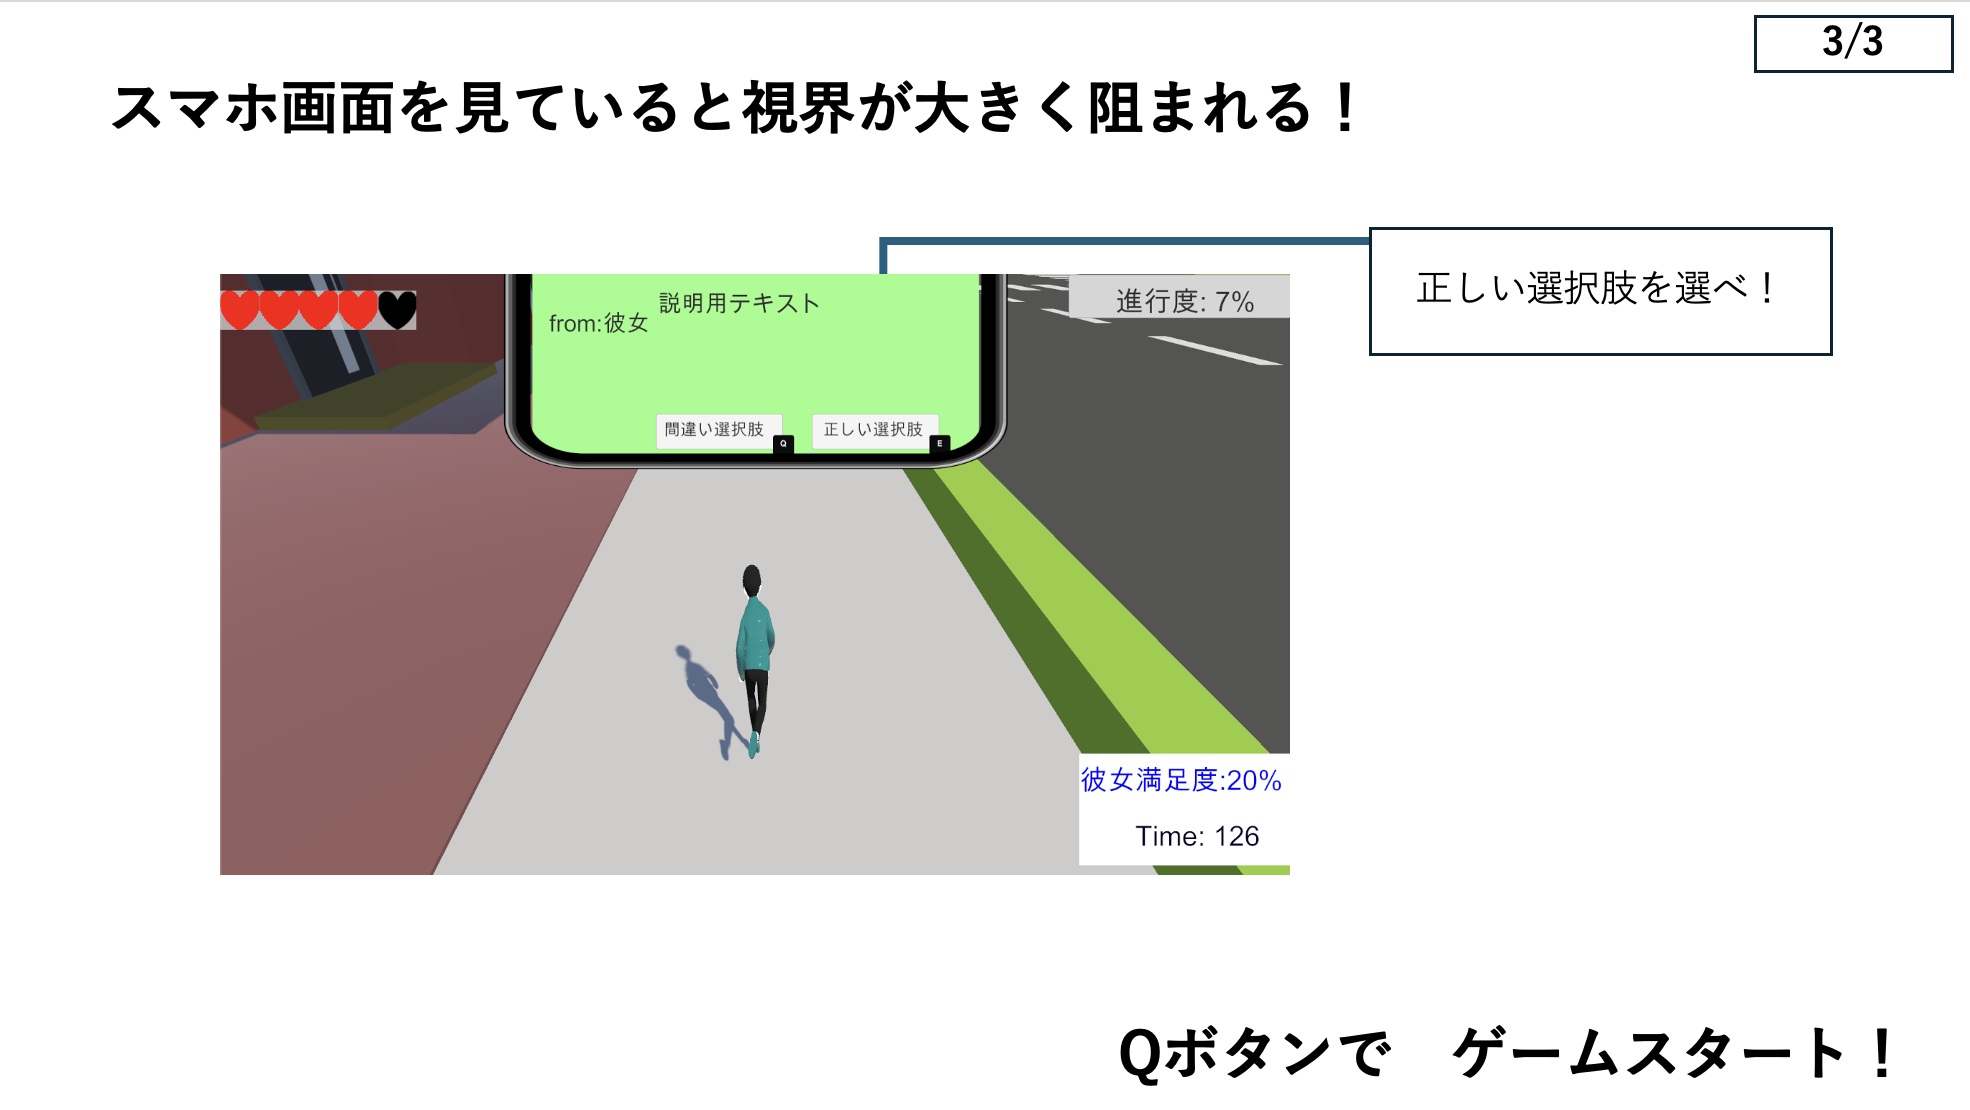 3/3
スマホ画面を見ていると視界が大きく阻まれる！
正しい選択肢を選べ！
説明用テキスト
from:彼女
進行度: 7%
間違い選択肢
Q
正しい選択肢
E
彼女満足度:20%
Time: 126
Qボタンで　ゲームスタート！